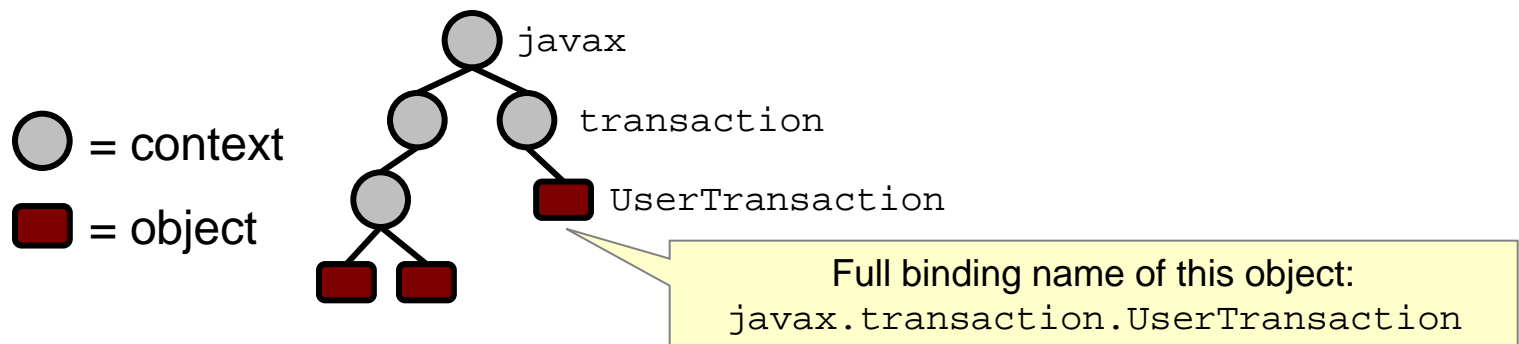 javax
= context
transaction
= object
UserTransaction
Full binding name of this object:
javax.transaction.UserTransaction